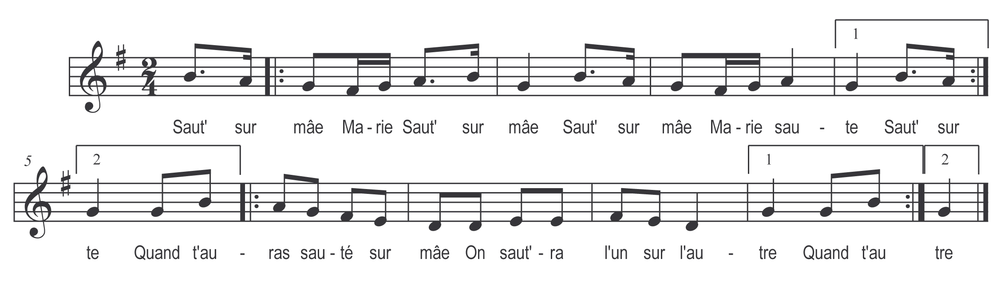 1
2
4
Saut' sur mâe Ma - rie Saut' sur mâe Saut' sur mâe Ma - rie sau - te Saut' sur
5 2 1 2
te Quand t'au - ras sau - té sur mâe On saut' - ra l'un sur l'au - tre Quand t'au tre